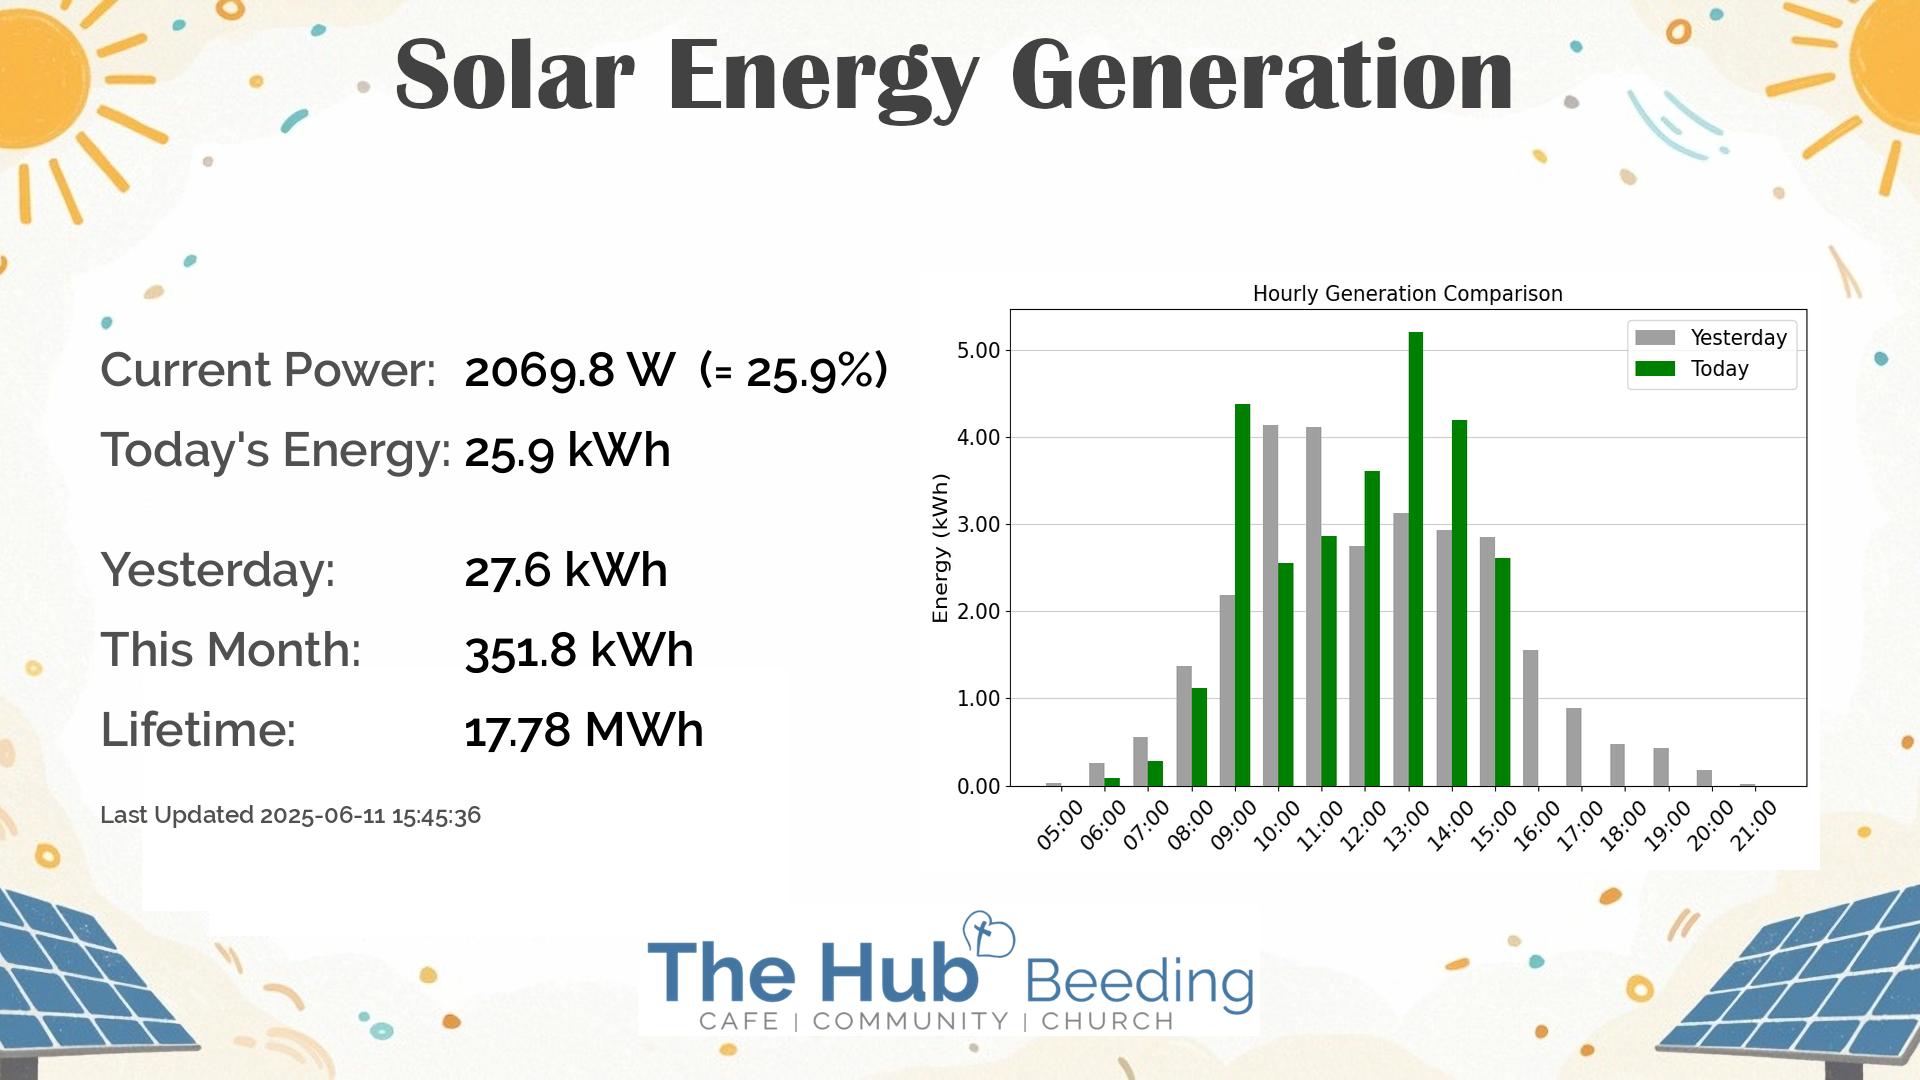 Solar Energy Generation
Current Power: 2069.8 W (= 25.9%)
Today's Energy: 25.9 kWh
Yesterday: 27.6 kWh
This Month: 351.8 kWh
Lifetime: 17.78 MWh
Last Updated 2025-06-11 15:45:36
Hourly Generation Comparison
Yesterday
Today
Energy (kWh)
5.00
4.00
3.00
2.00
1.00
0.00
05:00 06:00 07:00 08:00 09:00 10:00 11:00 12:00 13:00 14:00 15:00 16:00 17:00 18:00 19:00 20:00 21:00
The Hub Beeding
CAFE | COMMUNITY | CHURCH